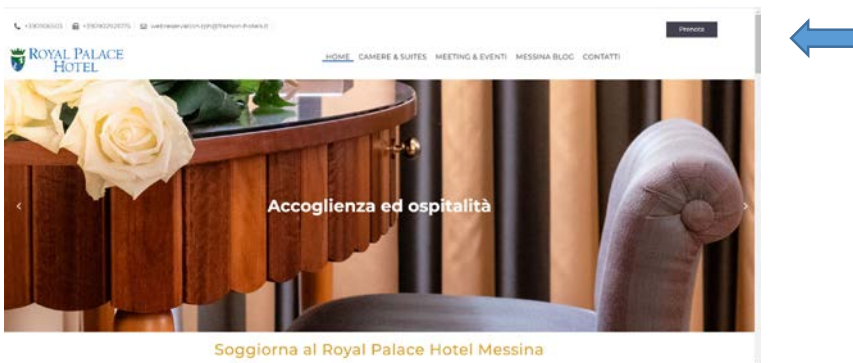 +390906503
Prenota
ROYAL PALACE
HOTEL
HOME CAMERE & SUITES MEETING & EVENTI MESSINA BLOG CONTATTI
Accoglienza ed ospitalità
Soggiorna al Royal Palace Hotel Messina